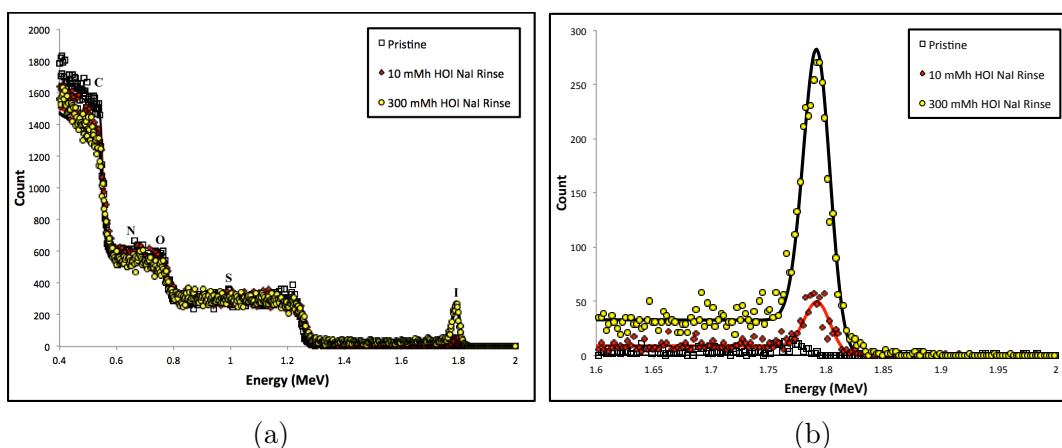 2000
1800
1600
1400
1200
1000
800
600
400
200
0
Count
C
N
O
S
I
Pristine
10 mMh HOI NaI Rinse
300 mMh HOI NaI Rinse
0.4 0.6 0.8 1 1.2 1.4 1.6 1.8 2
Energy (MeV)
(a)
300
250
200
150
100
50
0
Count
Pristine
10 mMh HOI NaI Rinse
300 mMh HOI NaI Rinse
1.6 1.65 1.7 1.75 1.8 1.85 1.9 1.95 2
Energy (MeV)
(b)